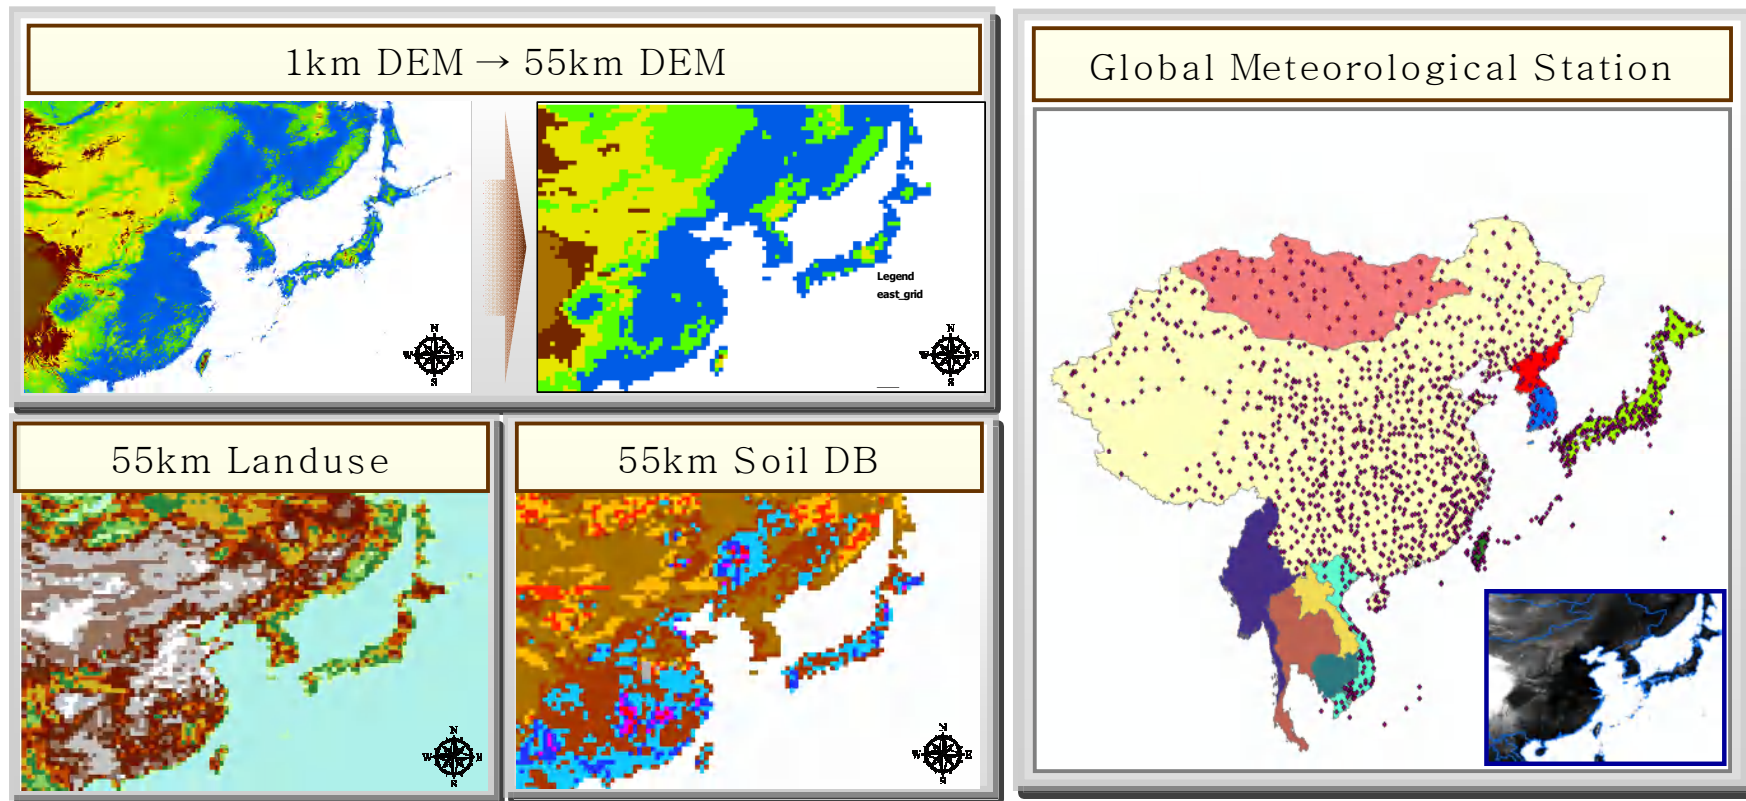 1km DEM → 55km DEM
Global Meteorological Station
Legend
east_grid
N
W E
S
N
W E
S
55km Landuse
55km Soil DB
N
W E
S
N
W E
S